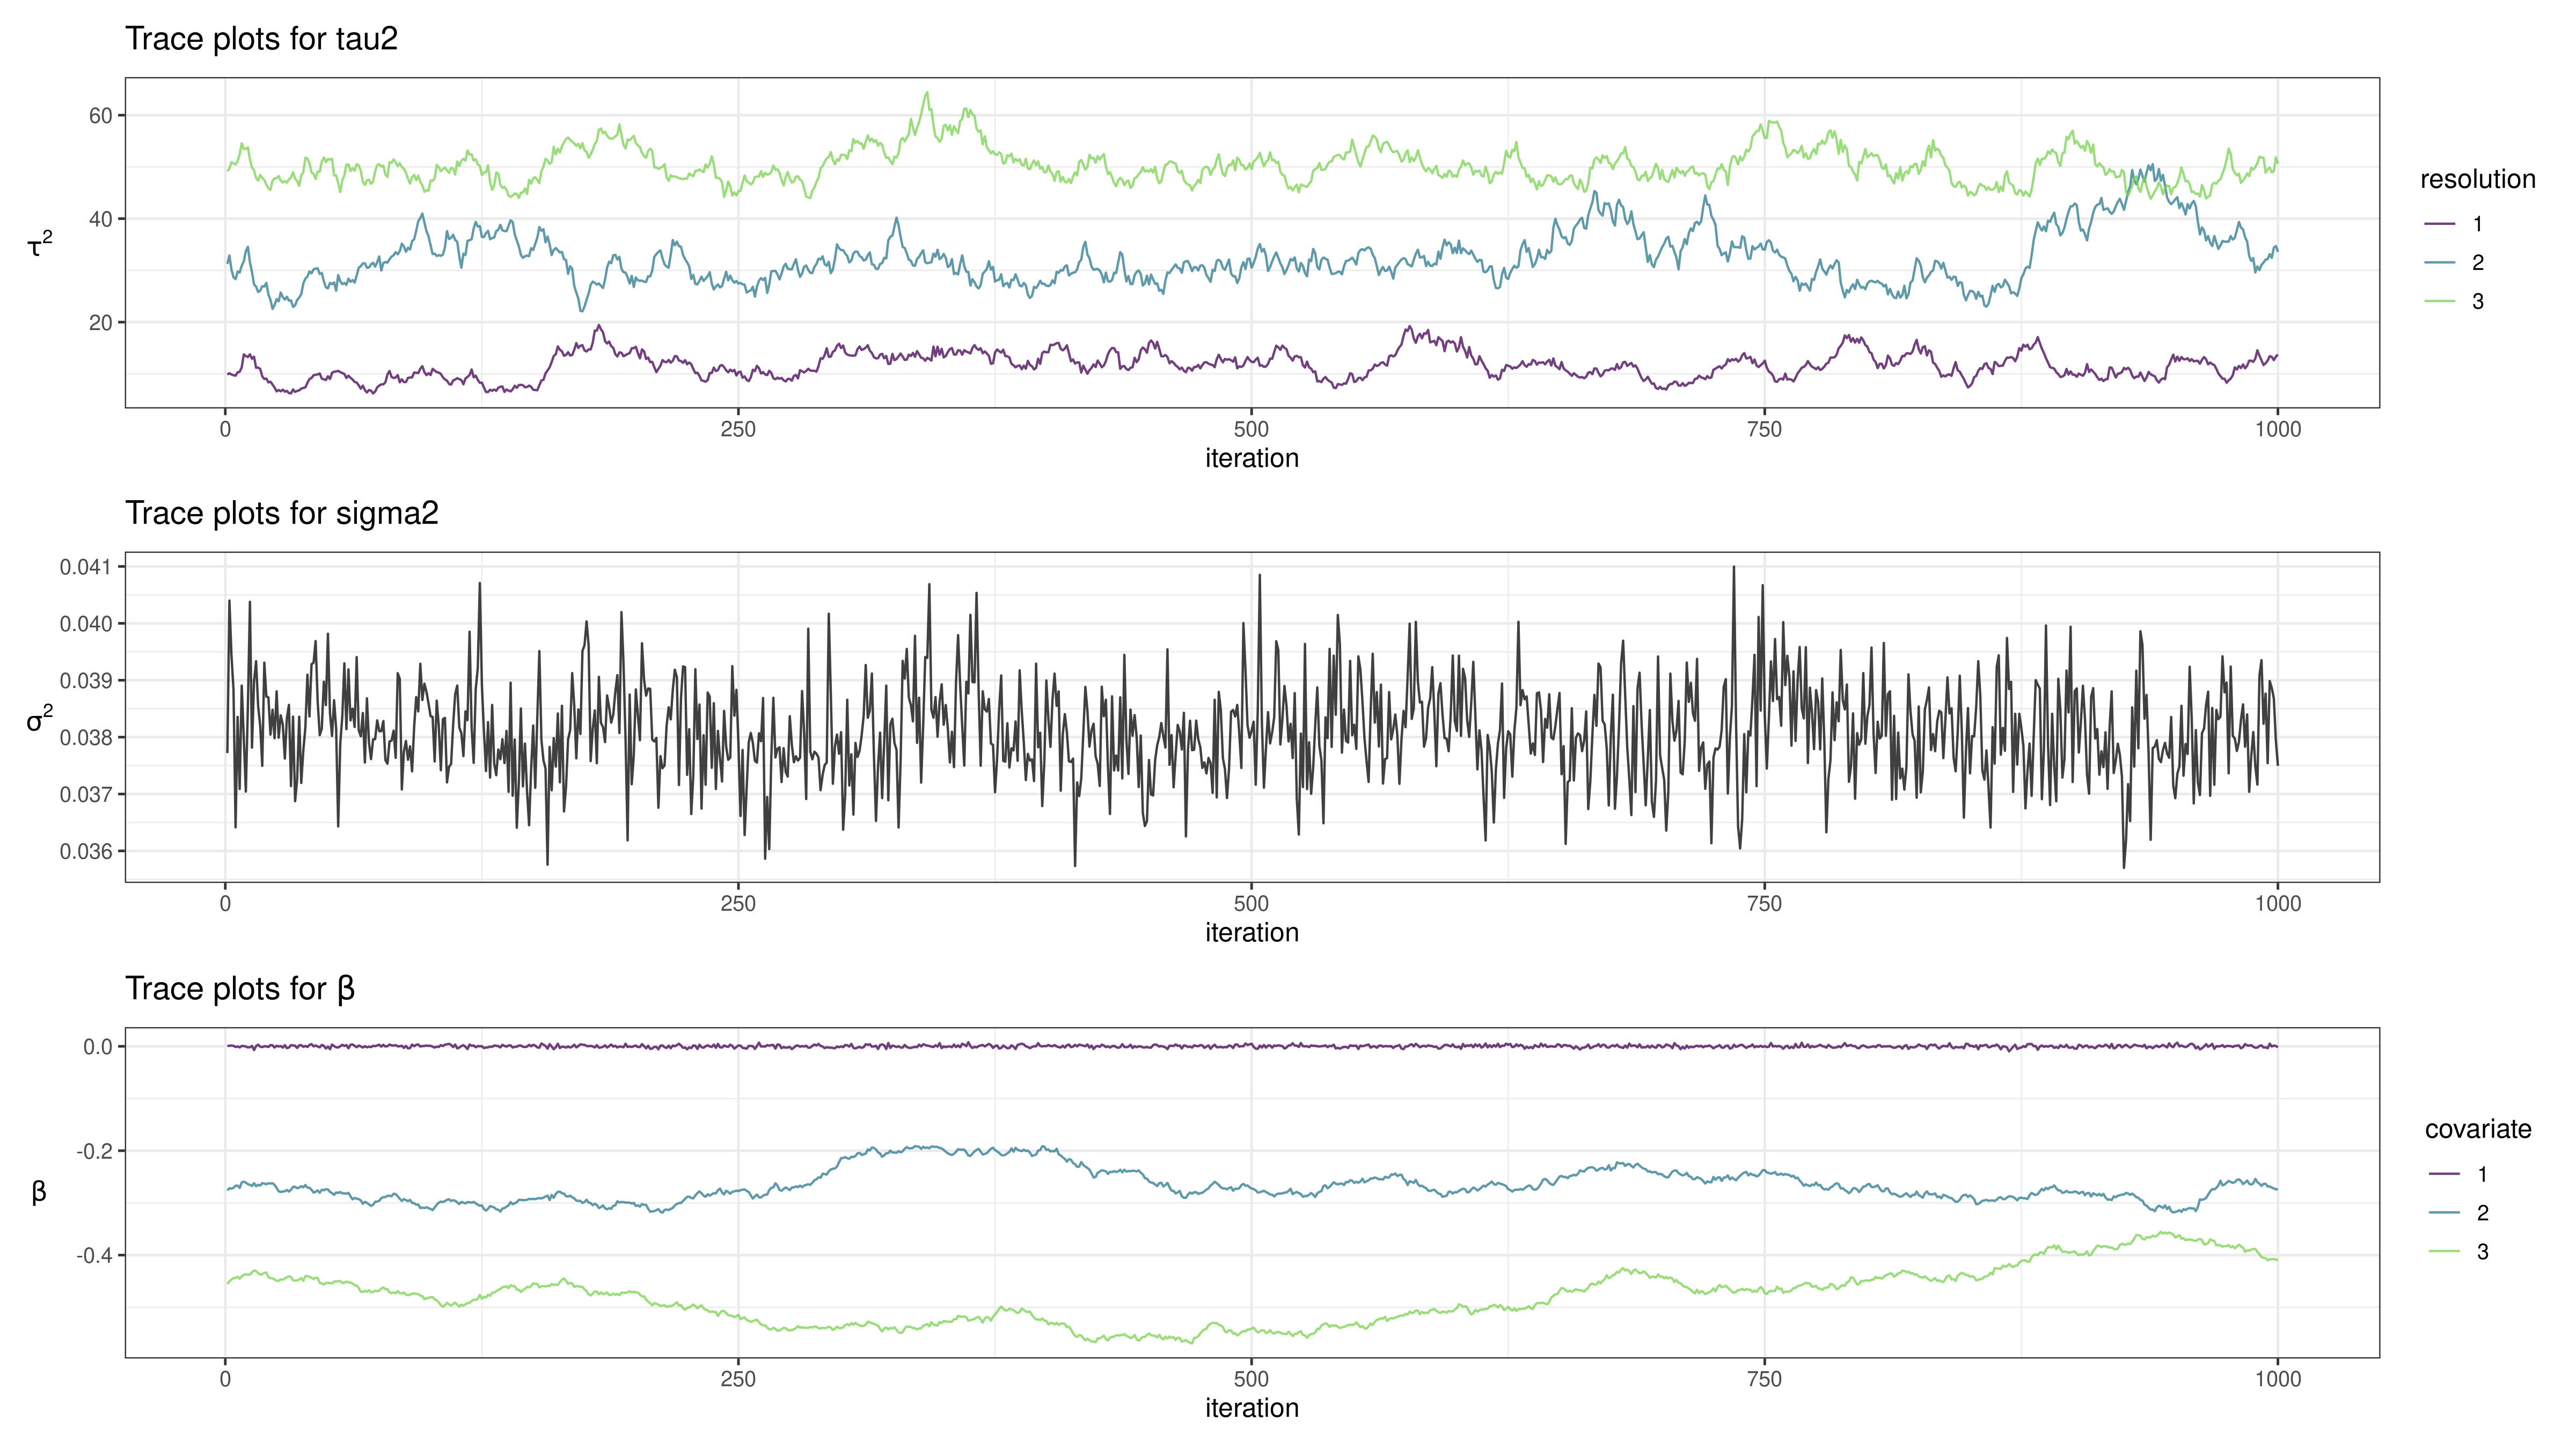 Trace plots for tau2
60
40
20
τ²
0 250 500 750 1000
iteration
resolution
1
2
3
Trace plots for sigma2
0.041
0.040
0.039
0.038
0.037
0.036
σ²
0 250 500 750 1000
iteration
Trace plots for β
0.0
-0.2
-0.4
β
0 250 500 750 1000
iteration
covariate
1
2
3